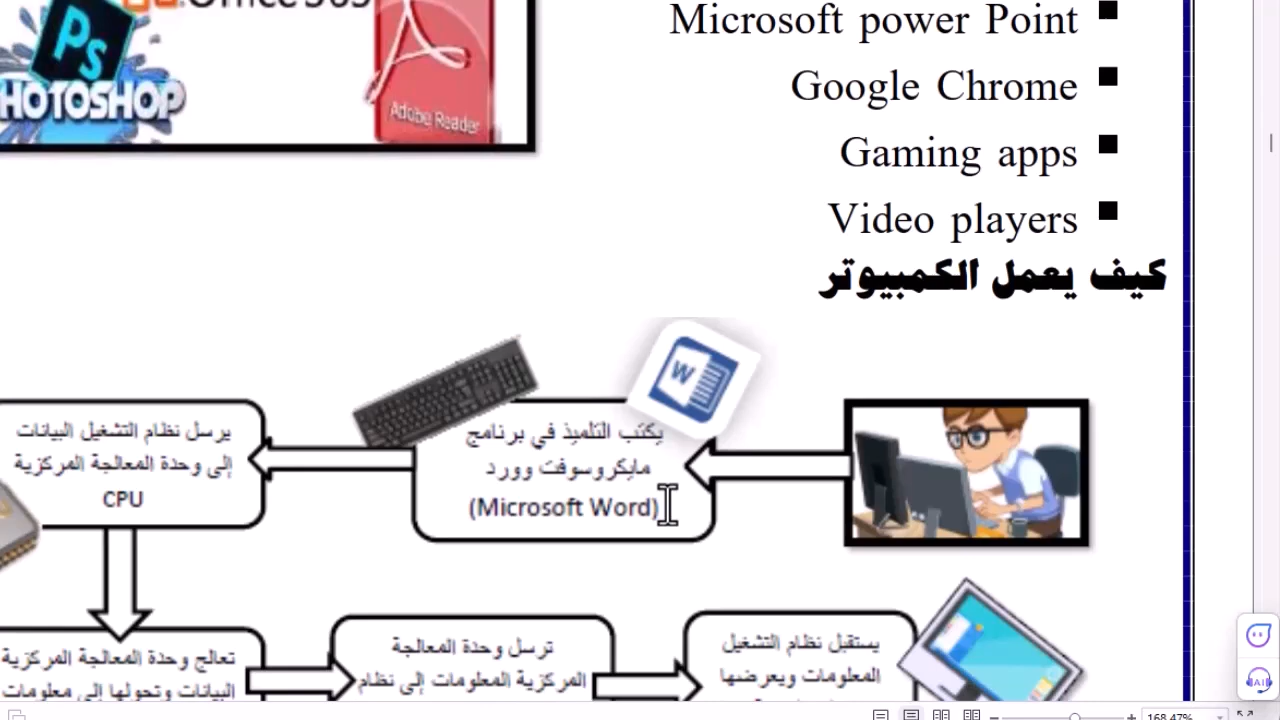 Office 365
Ps
PHOTOSHOP
Adobe Reader
Microsoft power Point
Google Chrome
Gaming apps
Video players
كيف يعمل الكمبيوتر
W
يكتب التلميذ في برنامج
مايكروسوفت وورد
(Microsoft Word)
يرسل نظام التشغيل البيانات
إلى وحدة المعالجة المركزية
CPU
تعالج وحدة المعالجة المركزية
البيانات وتحولها إلى معلومات
ترسل وحدة المعالجة
المركزية المعلومات إلى نظام
يستقبل نظام التشغيل
المعلومات ويعرضها
AI
168.47%